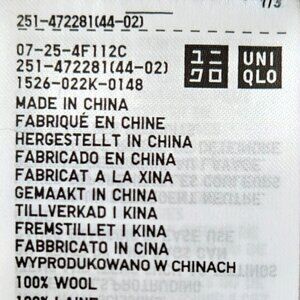 251-472281(44-02)
07-25-4F112C
251-472281(44-02)
1526-022K-0148
ユニ
クロ
UNI
QLO
MADE IN CHINA
FABRIQUÉ EN CHINE
HERGESTELLT IN CHINA
FABRICADO EN CHINA
FABRICAT A LA XINA
GEMAAKT IN CHINA
TILLVERKAD I KINA
FREMSTILLET I KINA
FABBRICATO IN CINA
WYPRODUKOWANO W CHINACH
100% WOOL
100% LAINE